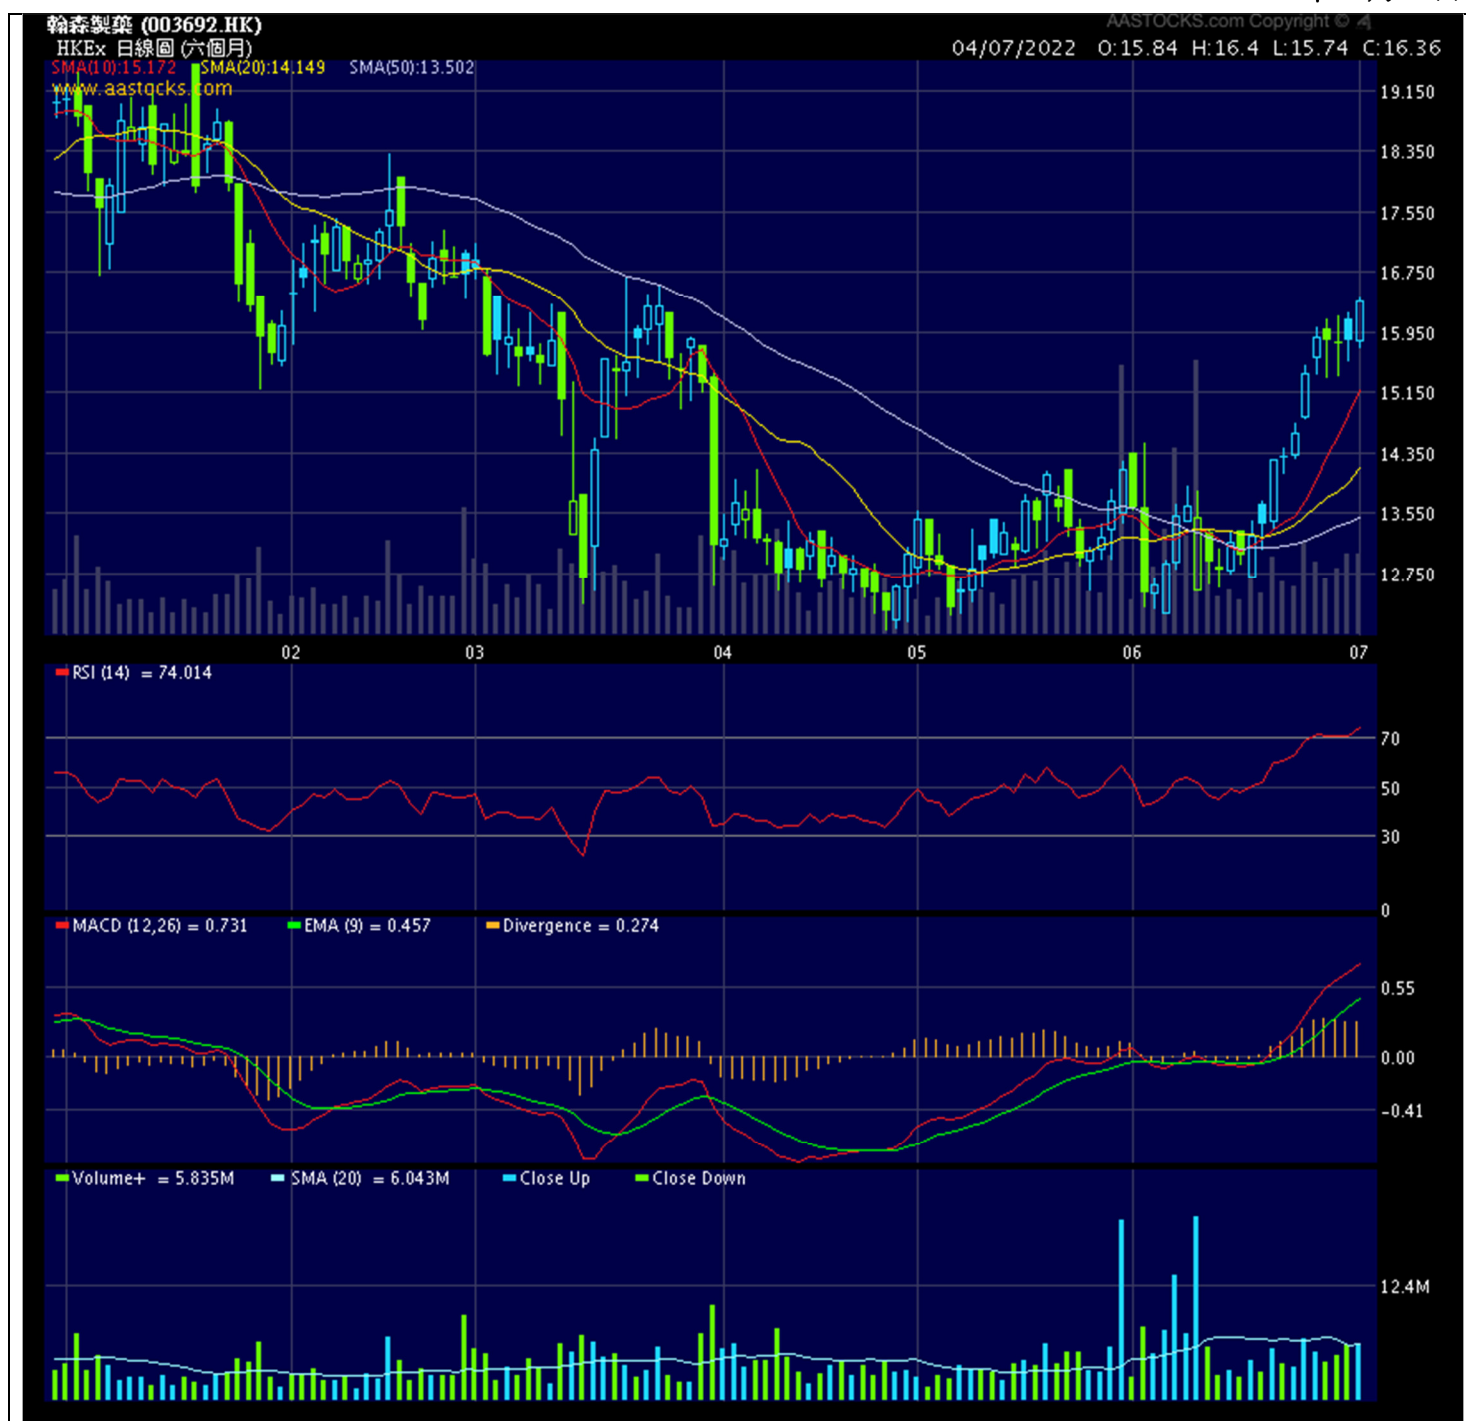 翰森製藥 (003692.HK)
AASTOCKS.com Copyright ©
HKEx 日線圖 (六個月)
04/07/2022 O:15.84 H:16.4 L:15.74 C:16.36
SMA(10):15.172 SMA(20):14.149 SMA(50):13.502
www.aastocks.com
19.150
18.350
17.550
16.750
15.950
15.150
14.350
13.550
12.750
02 03 04 05 06 07
RSI (14) = 74.014
70
50
30
0
MACD (12,26) = 0.731 EMA (9) = 0.457 Divergence = 0.274
0.55
0.00
-0.41
Volume+ = 5.835M SMA (20) = 6.043M Close Up Close Down
12.4M